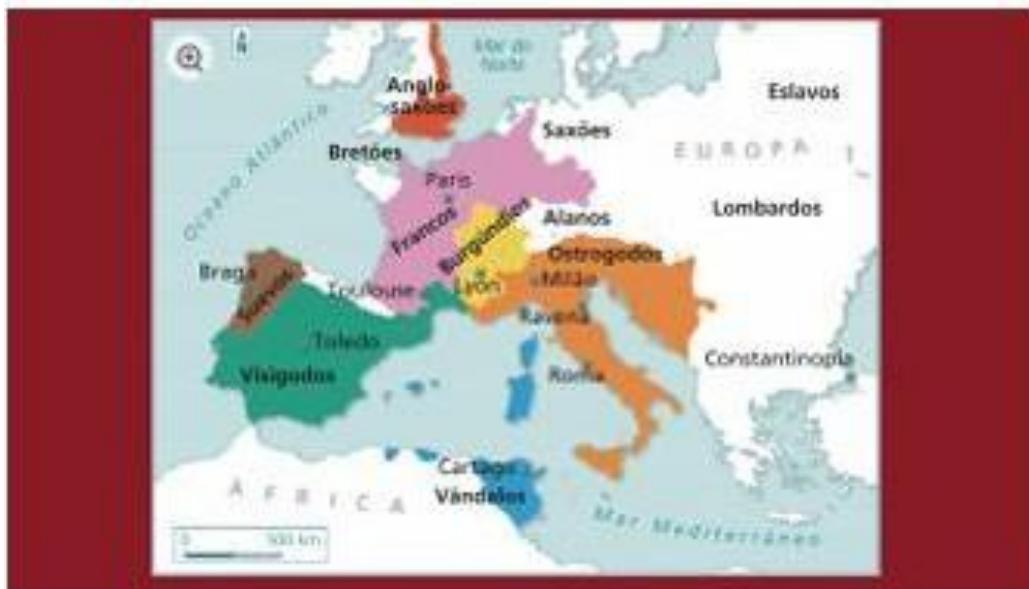 N
Mar do
Norte
Anglo-
saxões
Eslavos
Saxões
EUROPA
Oceano Atlântico
Bretões
Paris
Lombardos
Francos
Burgúndios
Alanos
Ostrogodos
Braga
Suevos
Toulouse
Lyon
Milão
Ravena
Toledo
Constantinopla
Visigodos
Roma
Cartago
Vândalos
ÁFRICA
Mar Mediterrâneo
0 500 km